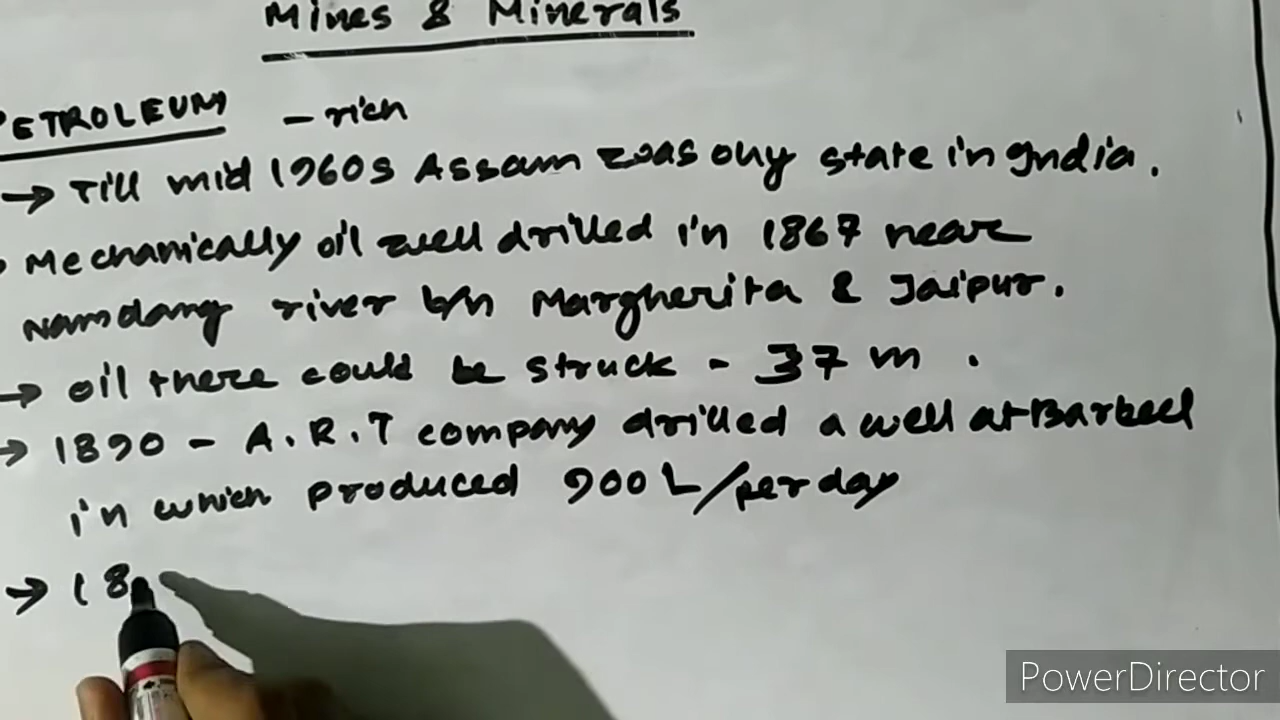 Mines & Minerals
PETROLEUM - rich
→ Till mid 1960s Assam was ony state in India.
Mechanically oil well drilled in 1867 near
Namdang river b/n Margherita & Jaipur.
→ oil there could be struck - 37 m .
→ 1890 - A.R.T company drilled a well at Barbeel
in which produced 900 L/per day
→ 18
PowerDirector